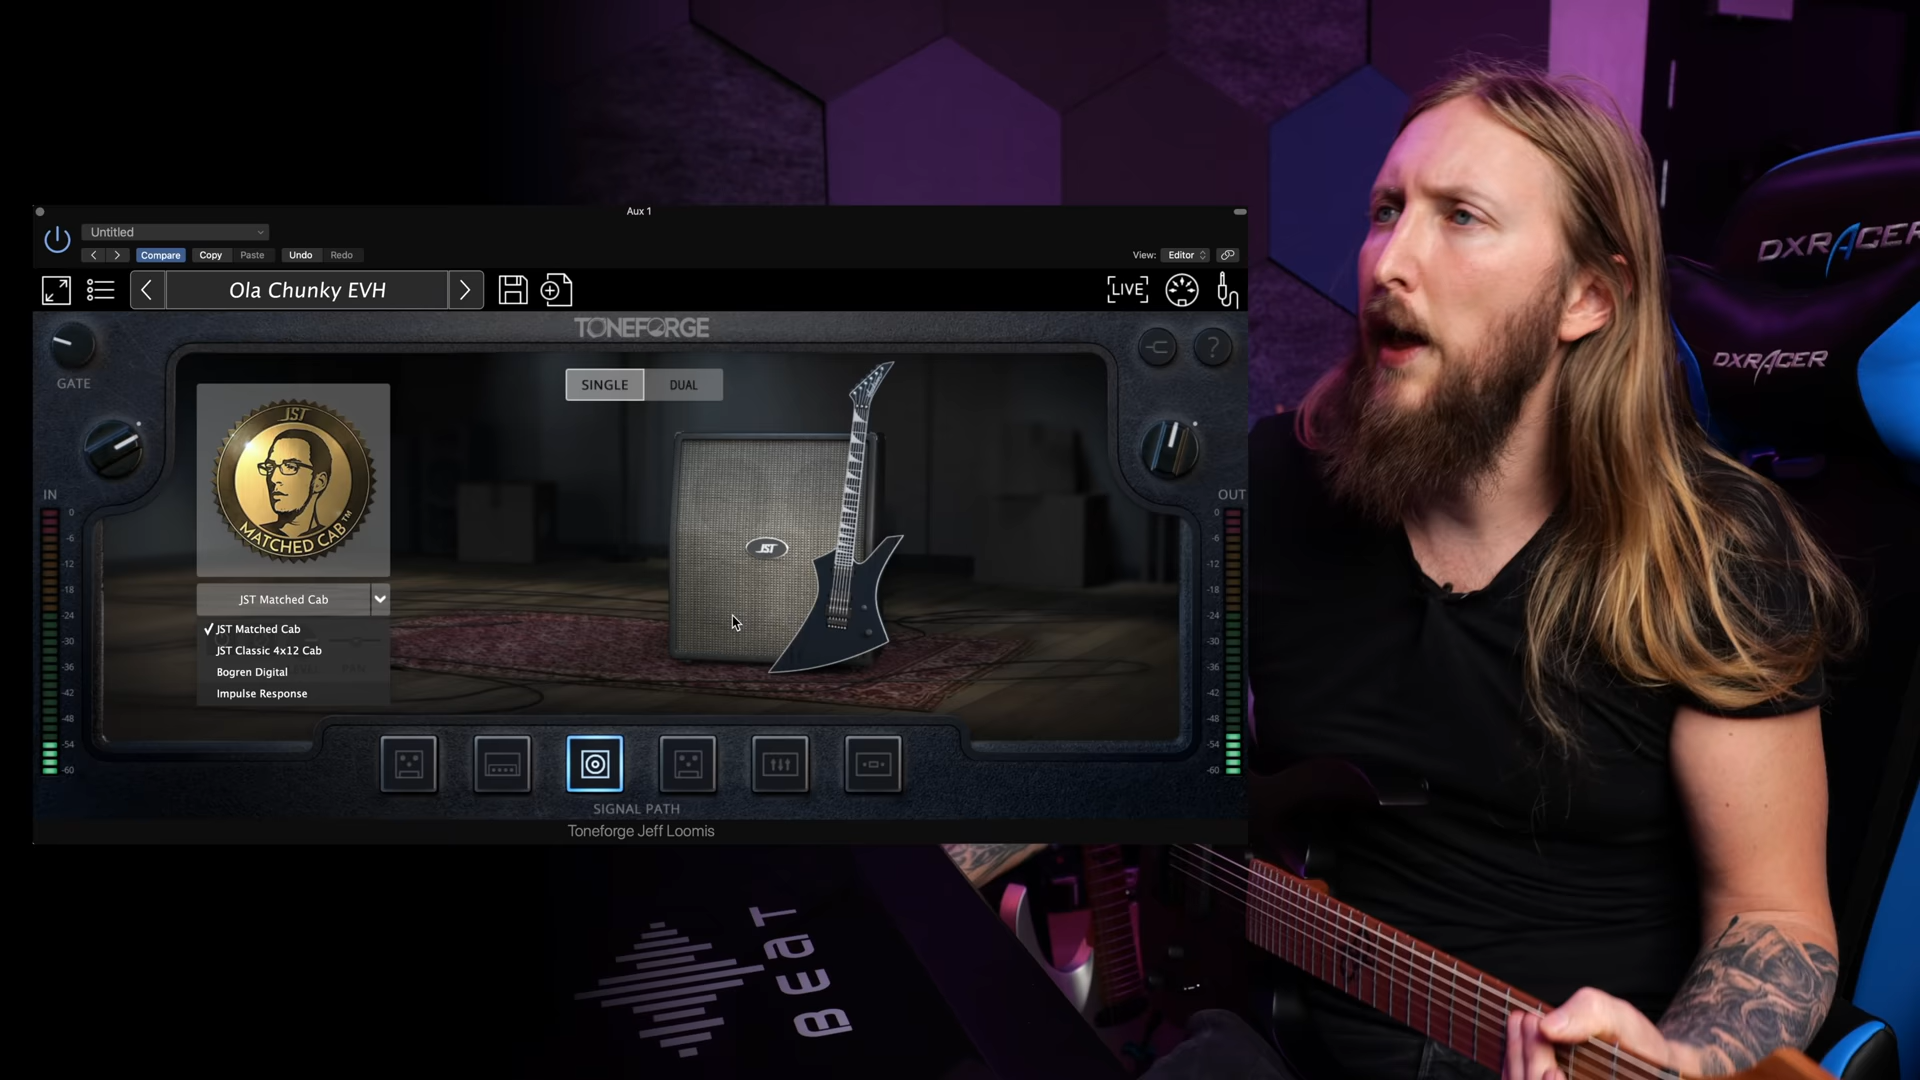 Aux 1
Untitled
Compare
Copy
Paste
Undo
Redo
View:
Editor
Ola Chunky EVH
[LIVE]
TONEFORGE
GATE
?
SINGLE
DUAL
JST
MATCHED CAB™
JST
IN
OUT
0
-6
-12
-18
-24
-30
-36
-42
-48
-54
-60
0
-6
-12
-18
-24
-30
-36
-42
-48
-54
-60
JST Matched Cab
✓ JST Matched Cab
JST Classic 4x12 Cab
Bogren Digital
Impulse Response
SIGNAL PATH
Toneforge Jeff Loomis
DXRACER
DXRACER
BEAT